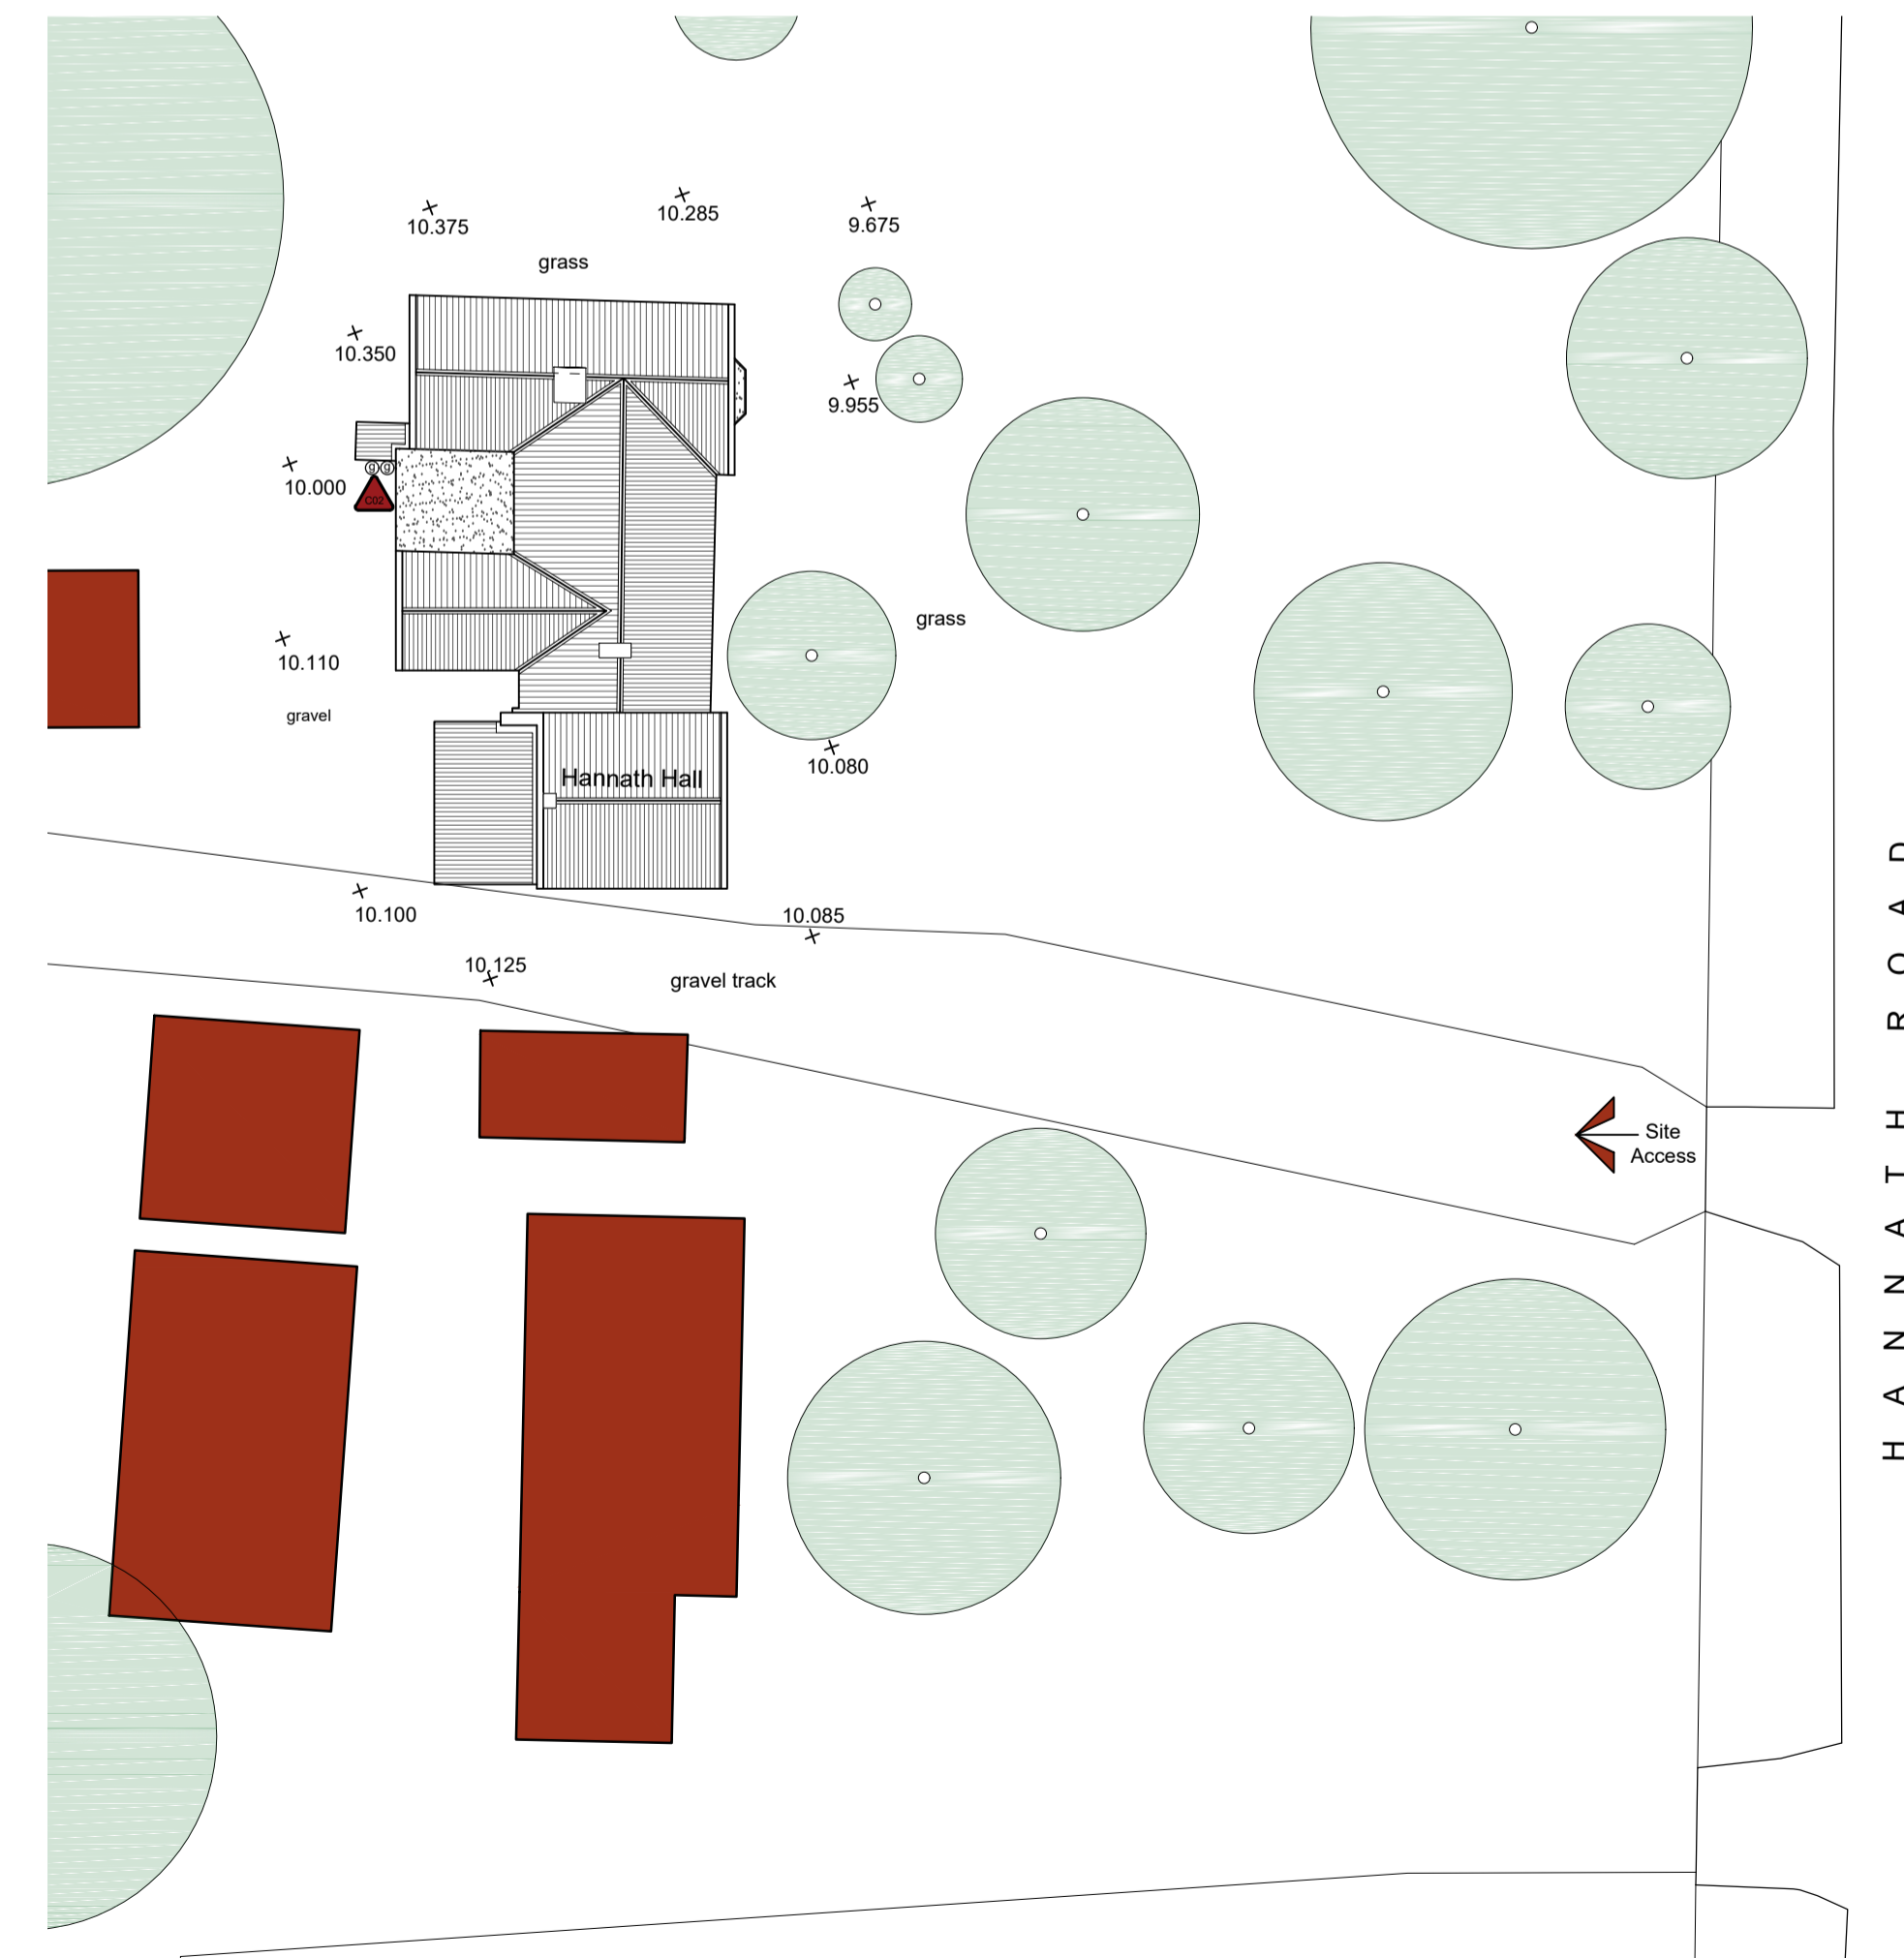 10.375
10.285
9.675
grass
10.350
9.955
g g
10.000
C02
grass
10.110
gravel
10.080
Hannath Hall
10.100
10.085
10.125
gravel track
Site
Access
HANNATH ROAD